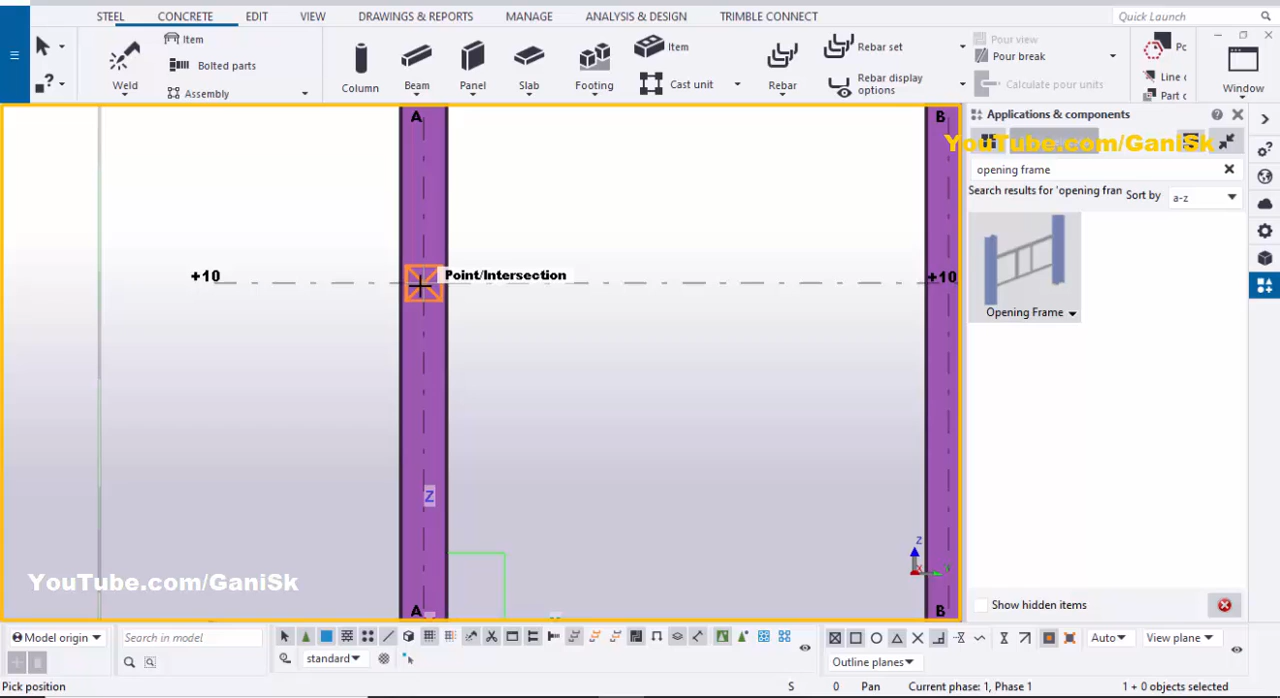 STEEL CONCRETE EDIT VIEW DRAWINGS & REPORTS MANAGE ANALYSIS & DESIGN TRIMBLE CONNECT Quick Launch
Weld
Item
Bolted parts
Assembly
Column
Beam
Panel
Slab
Footing
Item
Cast unit
Rebar
Rebar set
Rebar display
options
Pour view
Pour break
Calculate pour units
Pc
Line c
Part c
Window
A
B
+10
Point/Intersection
+10
Z
A
B
z
YouTube.com/GaniSk
Applications & components
YouTube.com/GaniSk
opening frame
Search results for 'opening fran
Sort by
a-z
Opening Frame
Show hidden items
Model origin
Search in model
standard
Auto
View plane
Outline planes
Pick position
S
0
Pan
Current phase: 1, Phase 1
1 + 0 objects selected